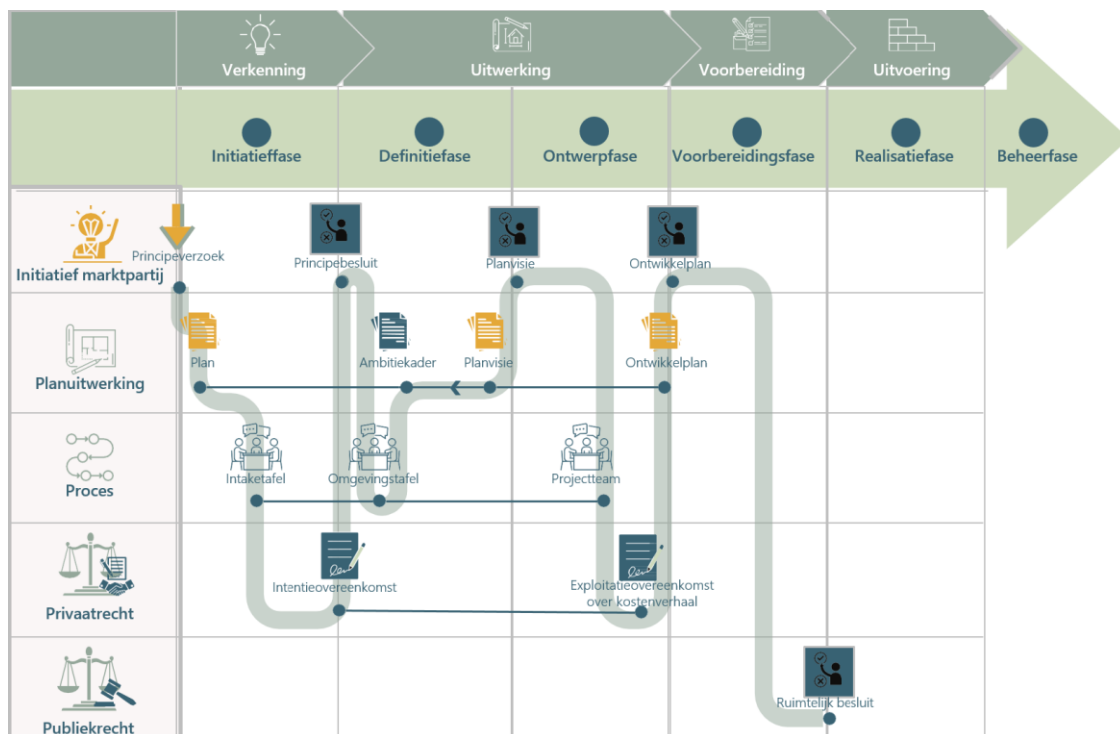 Verkenning
Uitwerking
Voorbereiding
Uitvoering
Initiatieffase
Definitiefase
Ontwerpfase
Voorbereidingsfase
Realisatiefase
Beheerfase
Initiatief marktpartij
Principeverzoek
Principebesluit
Planvisie
Ontwikkelplan
Planuitwerking
Plan
Ambitiekader
Planvisie
Ontwikkelplan
Proces
Intaketafel
Omgevingstafel
Projectteam
Privaatrecht
Intentieovereenkomst
Exploitatieovereenkomst
over kostenverhaal
Publiekrecht
Ruimtelijk besluit